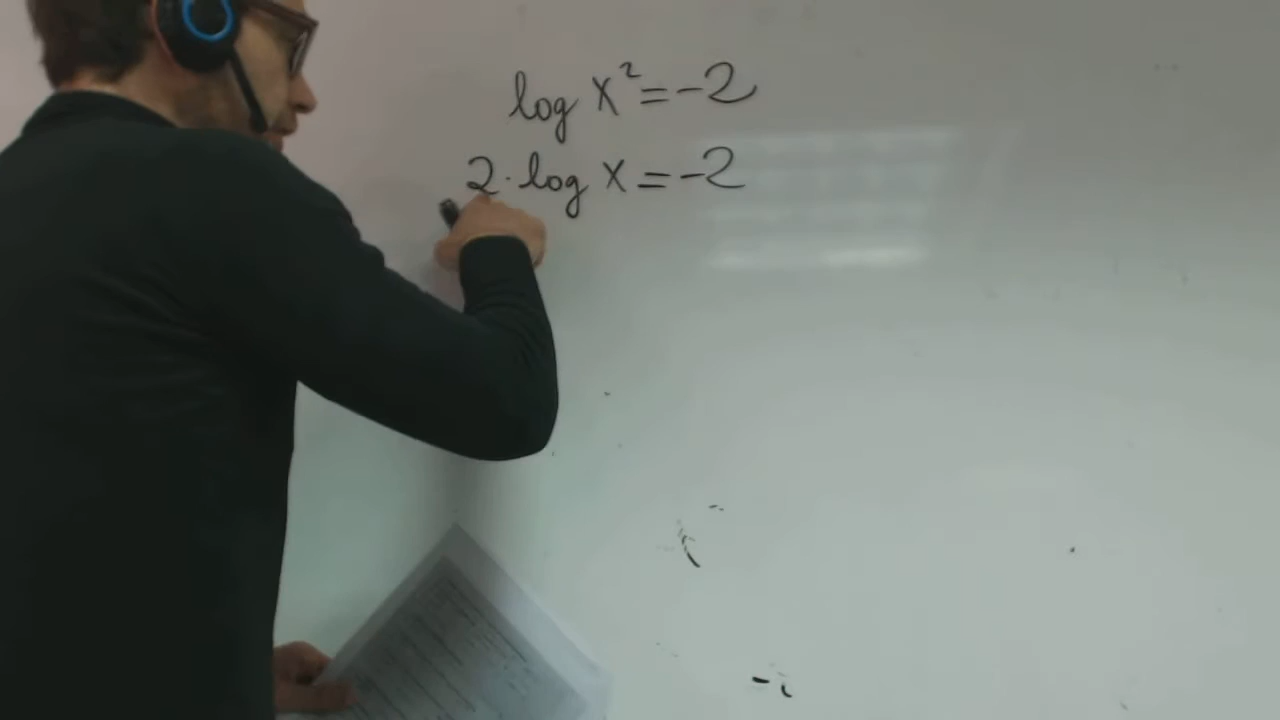 log x² = -2
2 · log x = -2